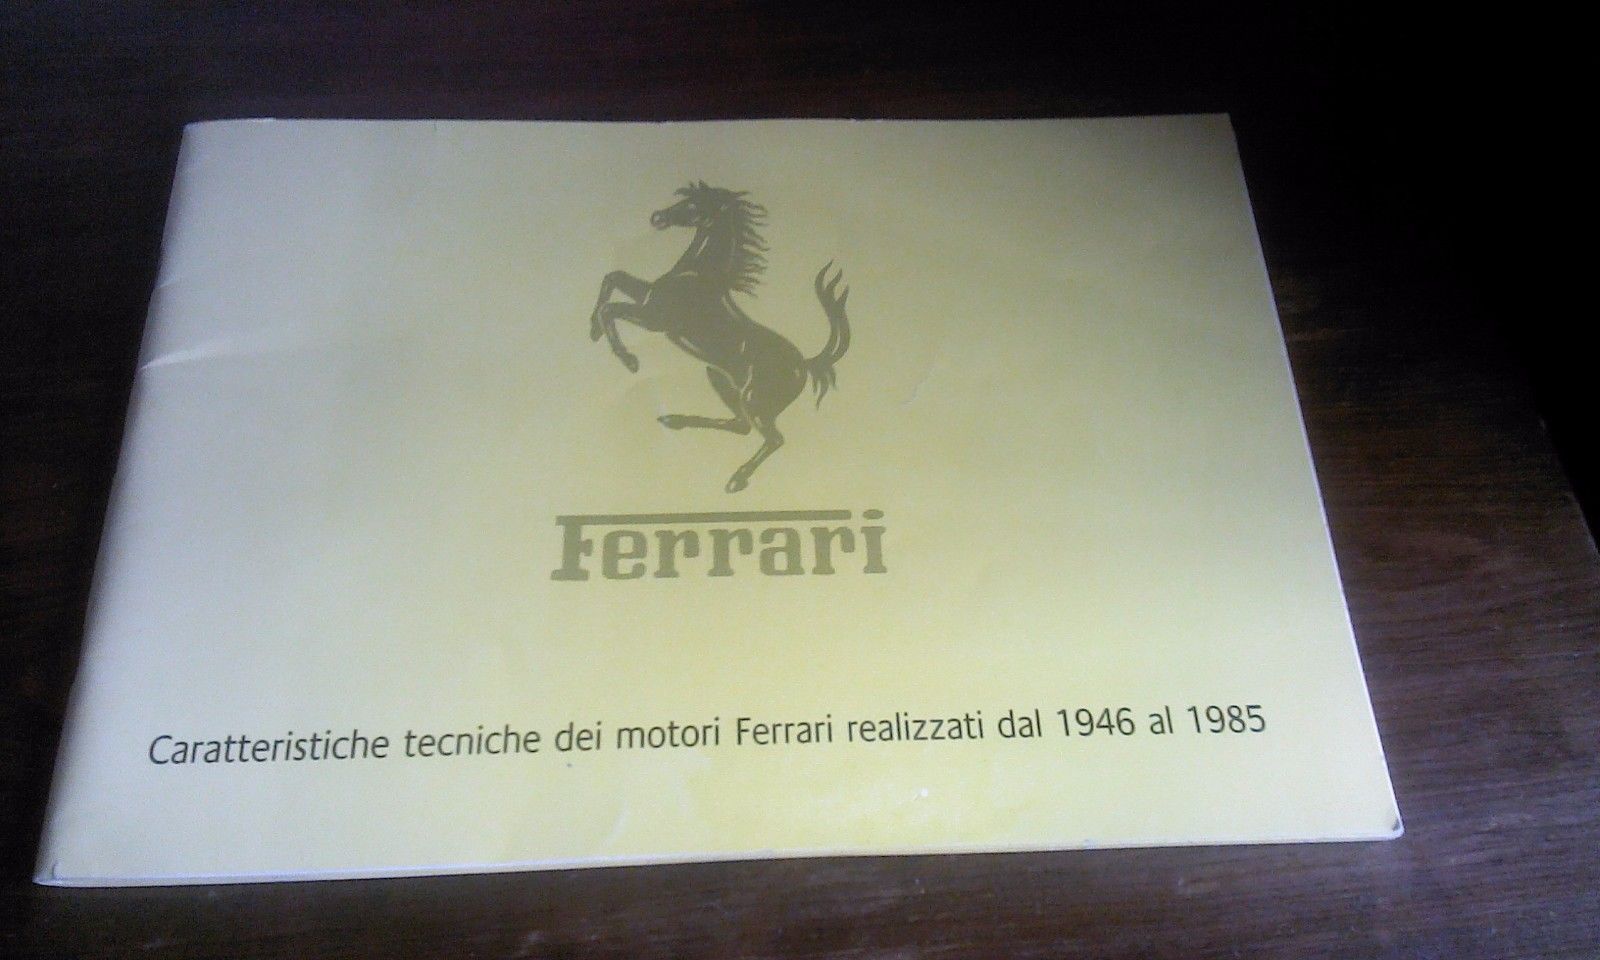 Ferrari
Caratteristiche tecniche dei motori Ferrari realizzati dal 1946 al 1985